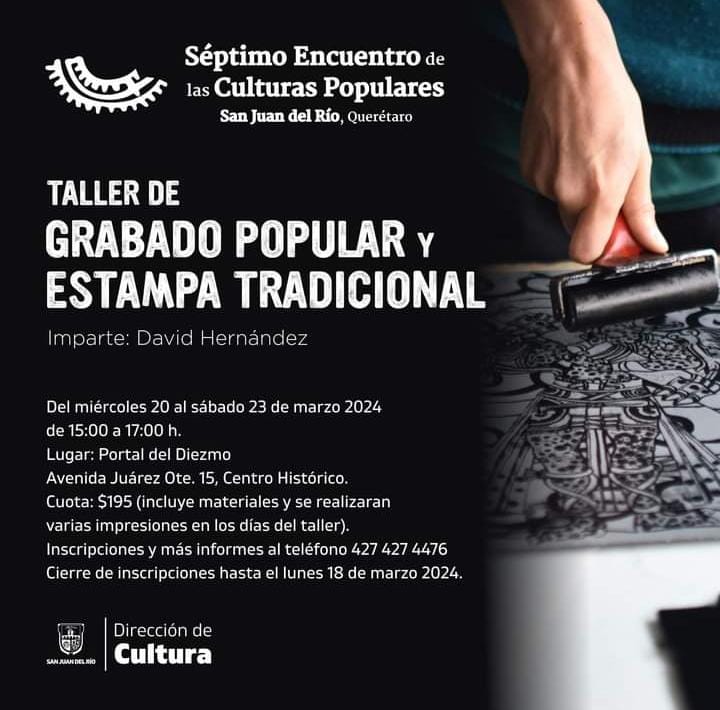 Séptimo Encuentro de
las Culturas Populares
San Juan del Río, Querétaro
TALLER DE
GRABADO POPULAR Y
ESTAMPA TRADICIONAL
Imparte: David Hernández
Del miércoles 20 al sábado 23 de marzo 2024
de 15:00 a 17:00 h.
Lugar: Portal del Diezmo
Avenida Juárez Ote. 15, Centro Histórico.
Cuota: $195 (incluye materiales y se realizaran
varias impresiones en los días del taller).
Inscripciones y más informes al teléfono 427 427 4476
Cierre de inscripciones hasta el lunes 18 de marzo 2024.
SAN JUAN DEL RÍO
Dirección de
Cultura